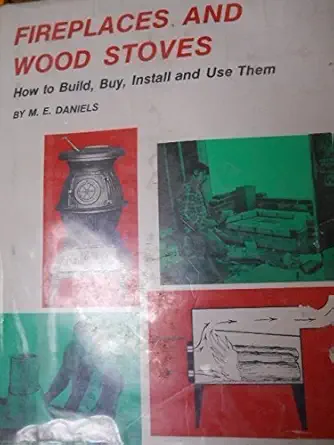 FIREPLACES AND
WOOD STOVES
How to Build, Buy, Install and Use Them
BY M. E. DANIELS